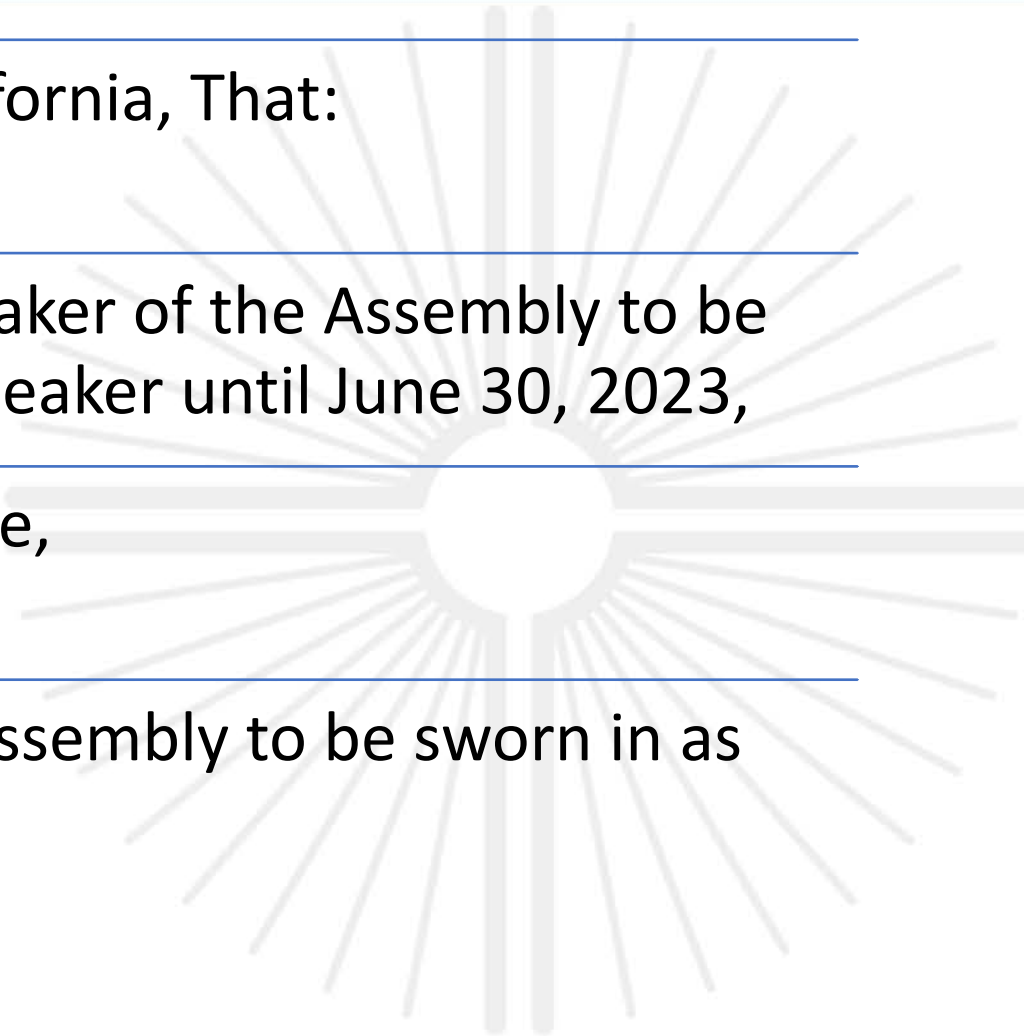 fornia, That:
aker of the Assembly to be
eaker until June 30, 2023,
e,
ssembly to be sworn in as